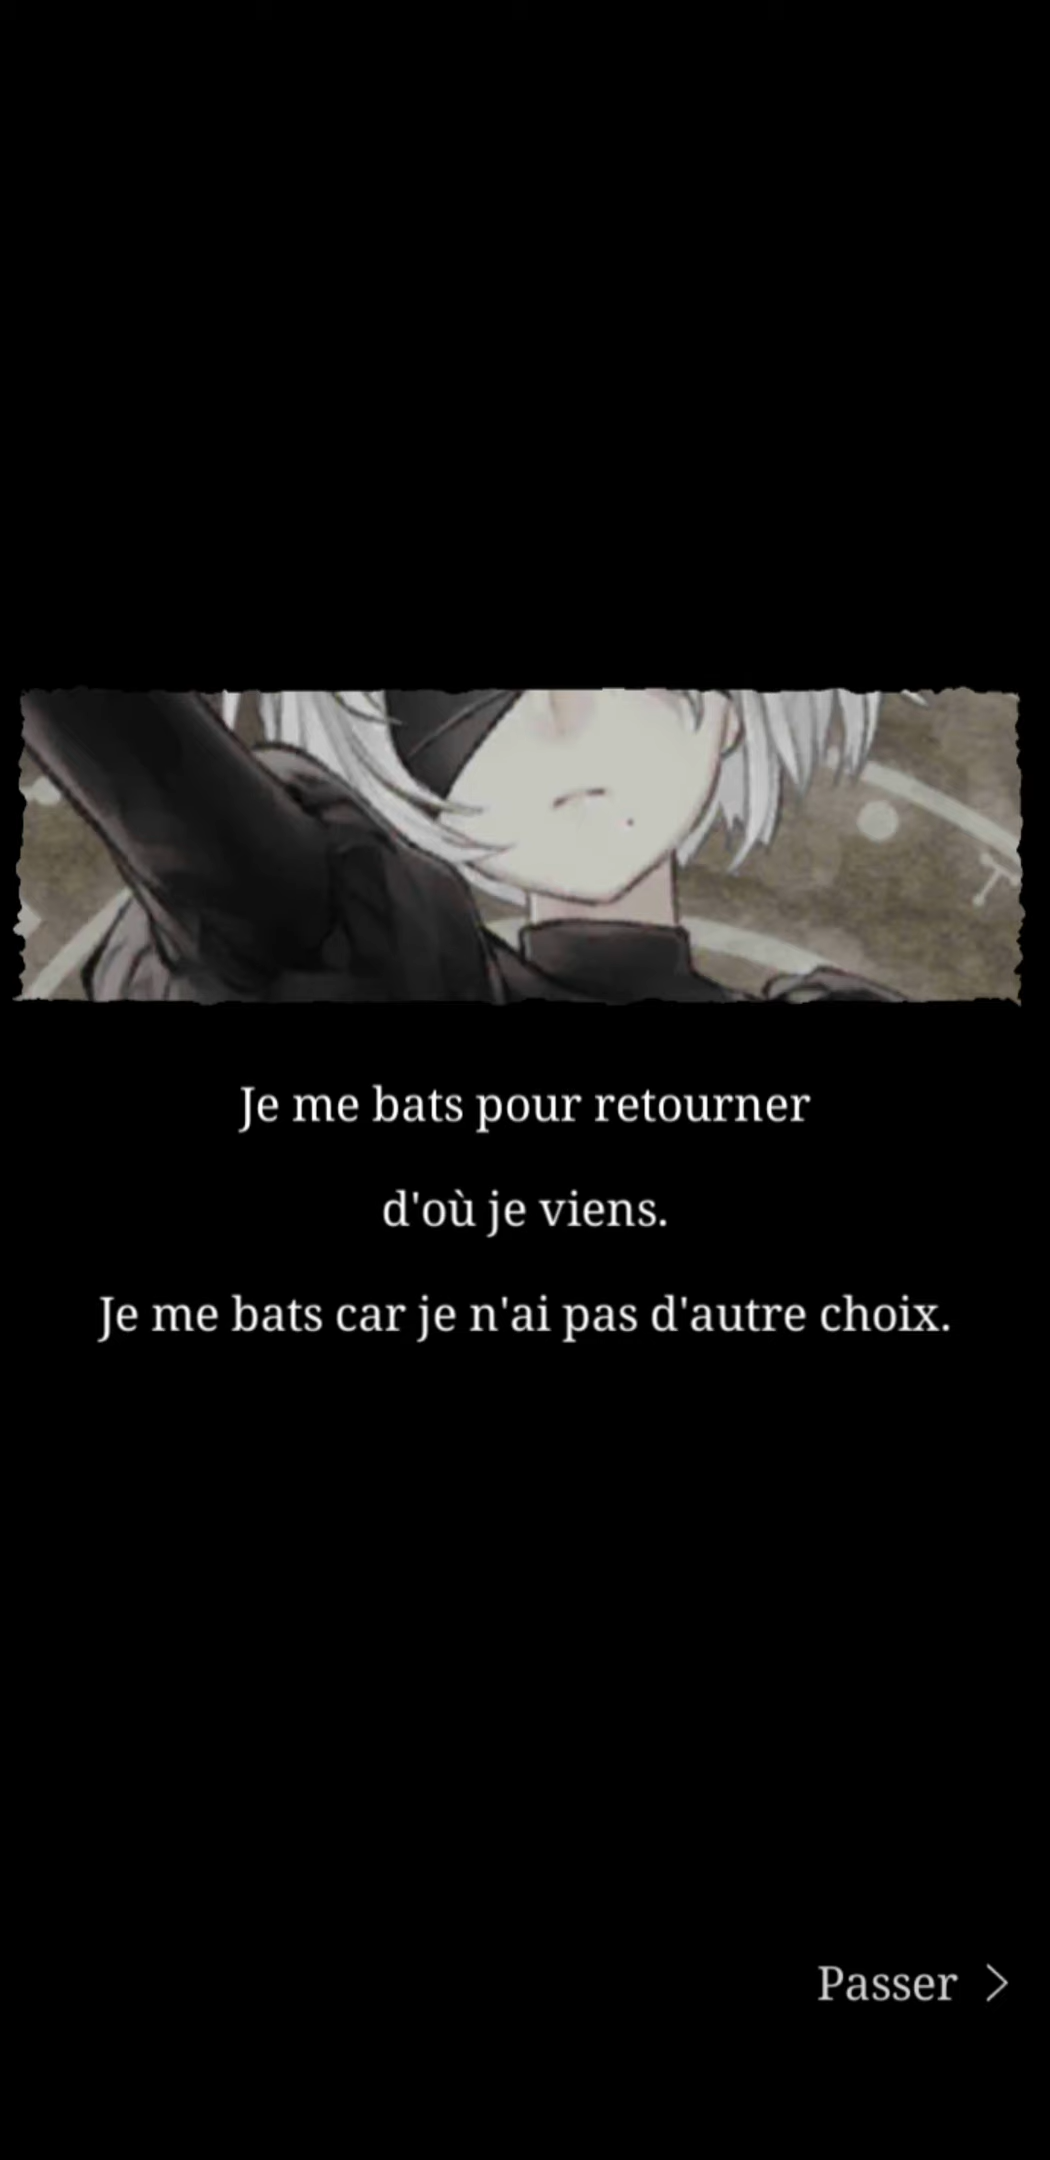 Je me bats pour retourner
d'où je viens.
Je me bats car je n'ai pas d'autre choix.
Passer